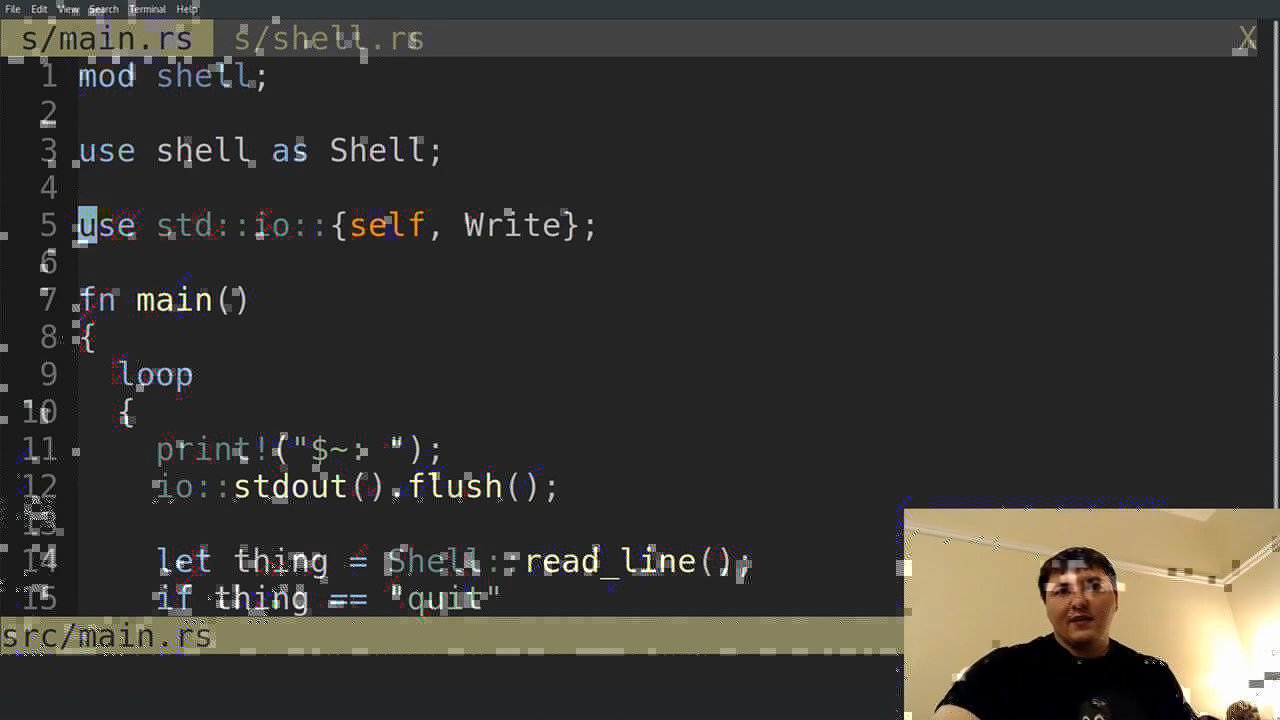 File Edit View Search Terminal Help
s/main.rs s/shell.rs X
1 mod shell;
2
3 use shell as Shell;
4
5 use std::io::{self, Write};
6
7 fn main()
8 {
9 loop
10 {
11 print!("$~: ");
12 io::stdout().flush();
13
14 let thing = Shell::read_line();
15 if thing == "quit"
src/main.rs